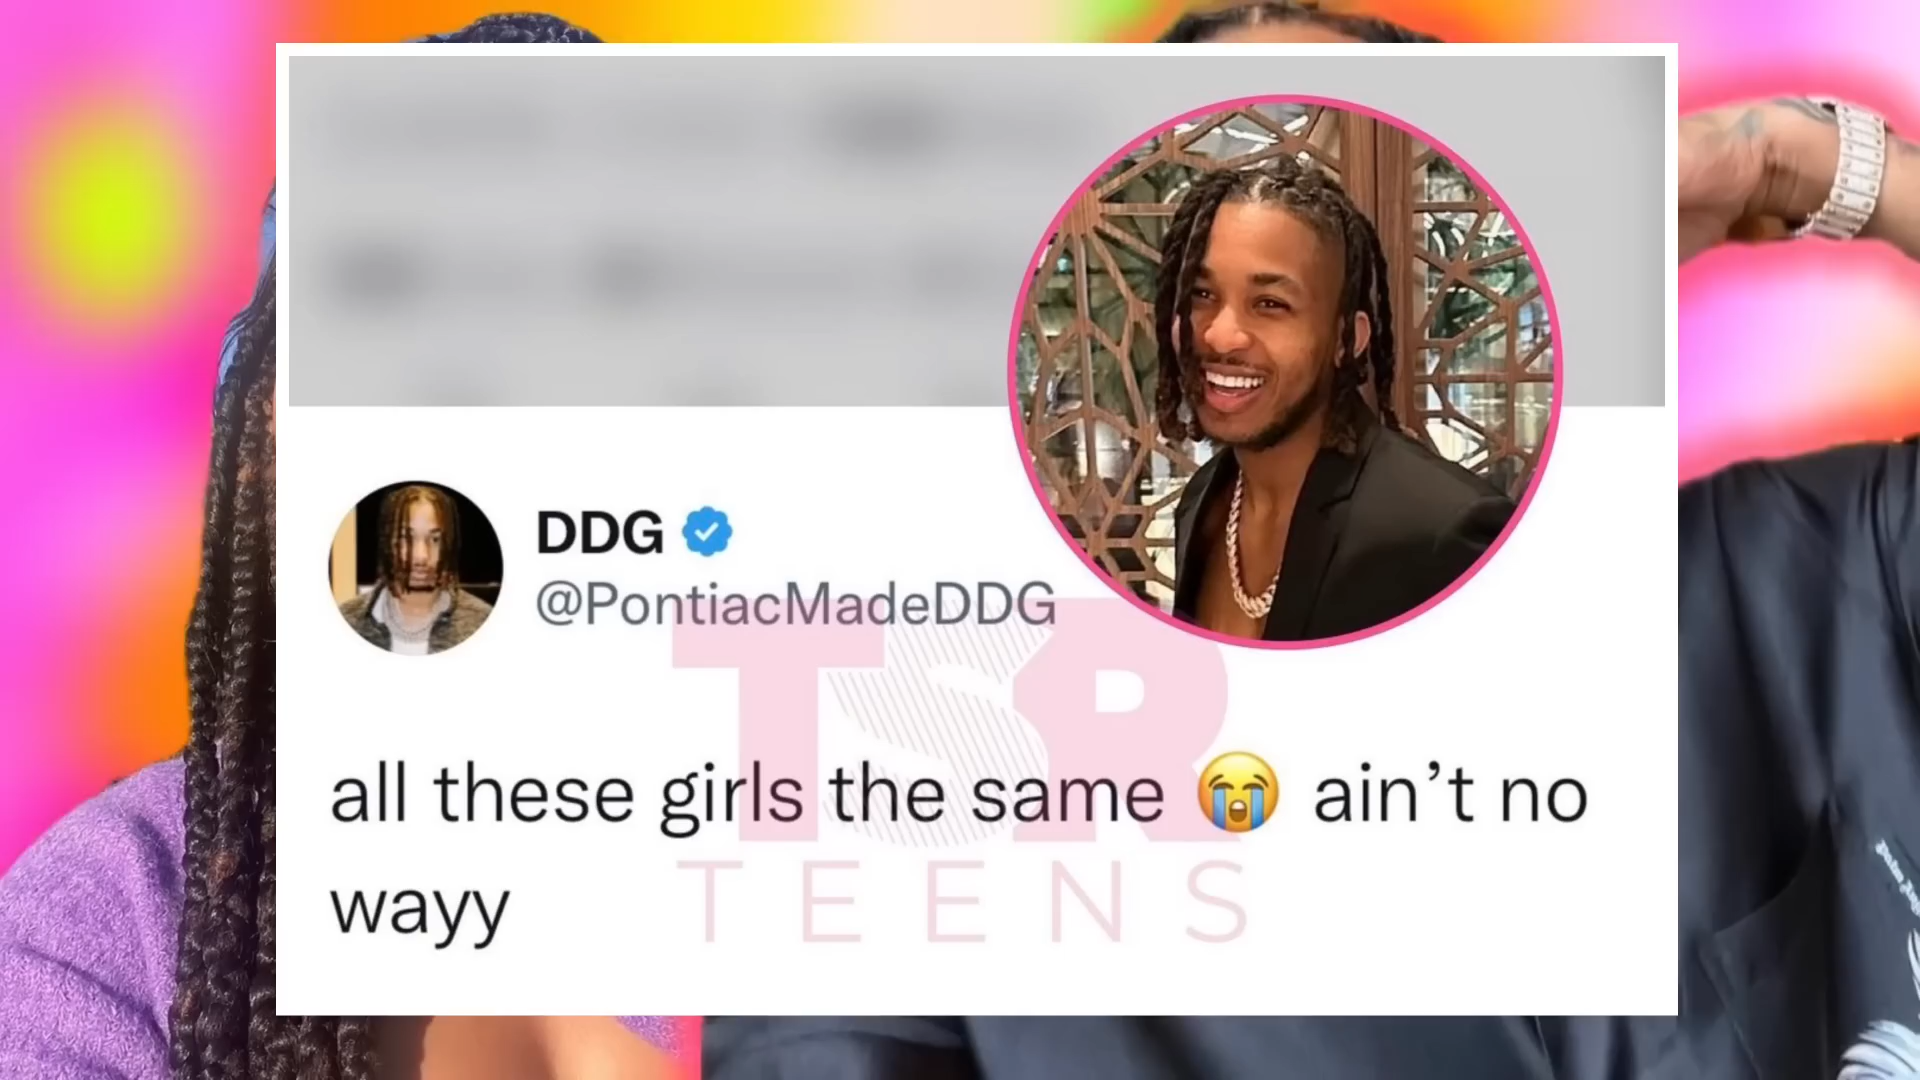 DDG
@PontiacMadeDDG
all these girls the same 😭 ain’t no
wayy
TSR
TEENS